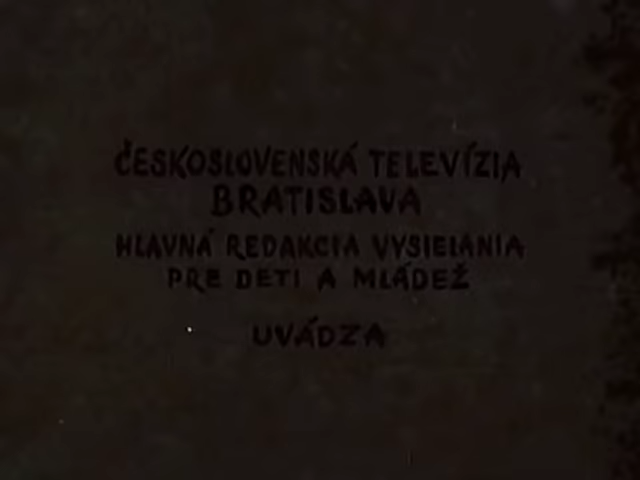 ČESKOSLOVENSKÁ TELEVÍZIA
BRATISLAVA
HLAVNÁ REDAKCIA VYSIELANIA
PRE DETI A MLÁDEŽ
UVÁDZA